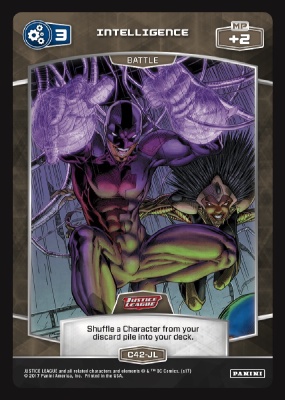 3
INTELLIGENCE
MP
+2
BATTLE
JUSTICE
LEAGUE
Shuffle a Character from your
discard pile into your deck.
C42-JL
JUSTICE LEAGUE and all related characters and elements © & ™ DC Comics. (s17)
© 2017 Panini America, Inc. Printed in the USA.
PANINI